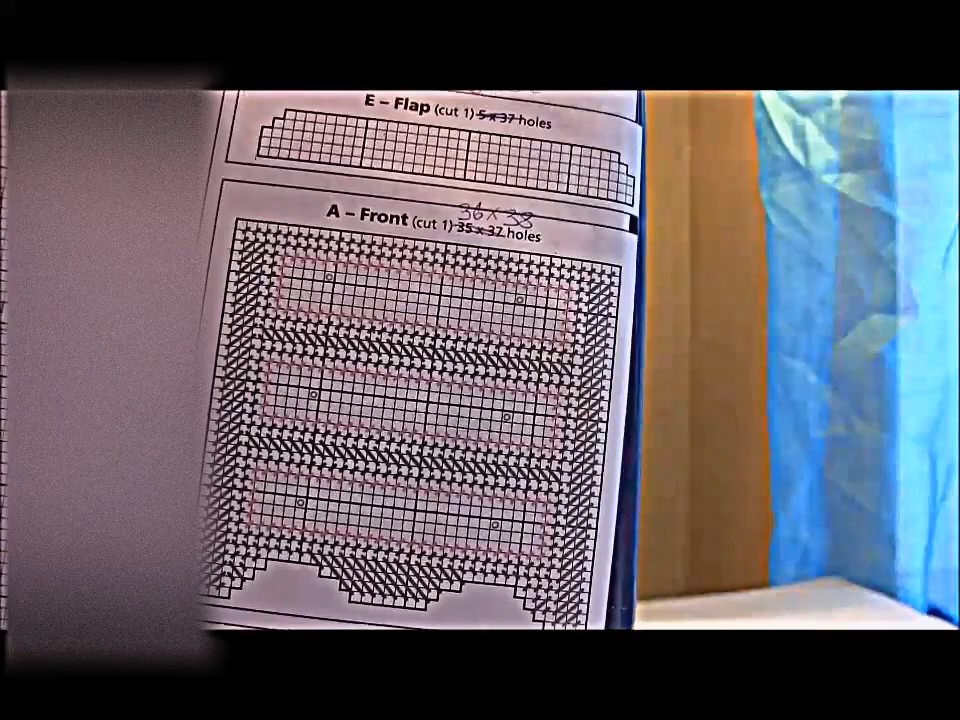 E – Flap (cut 1) 5 x 37 holes
36 x 38
A – Front (cut 1) 35 x 37 holes